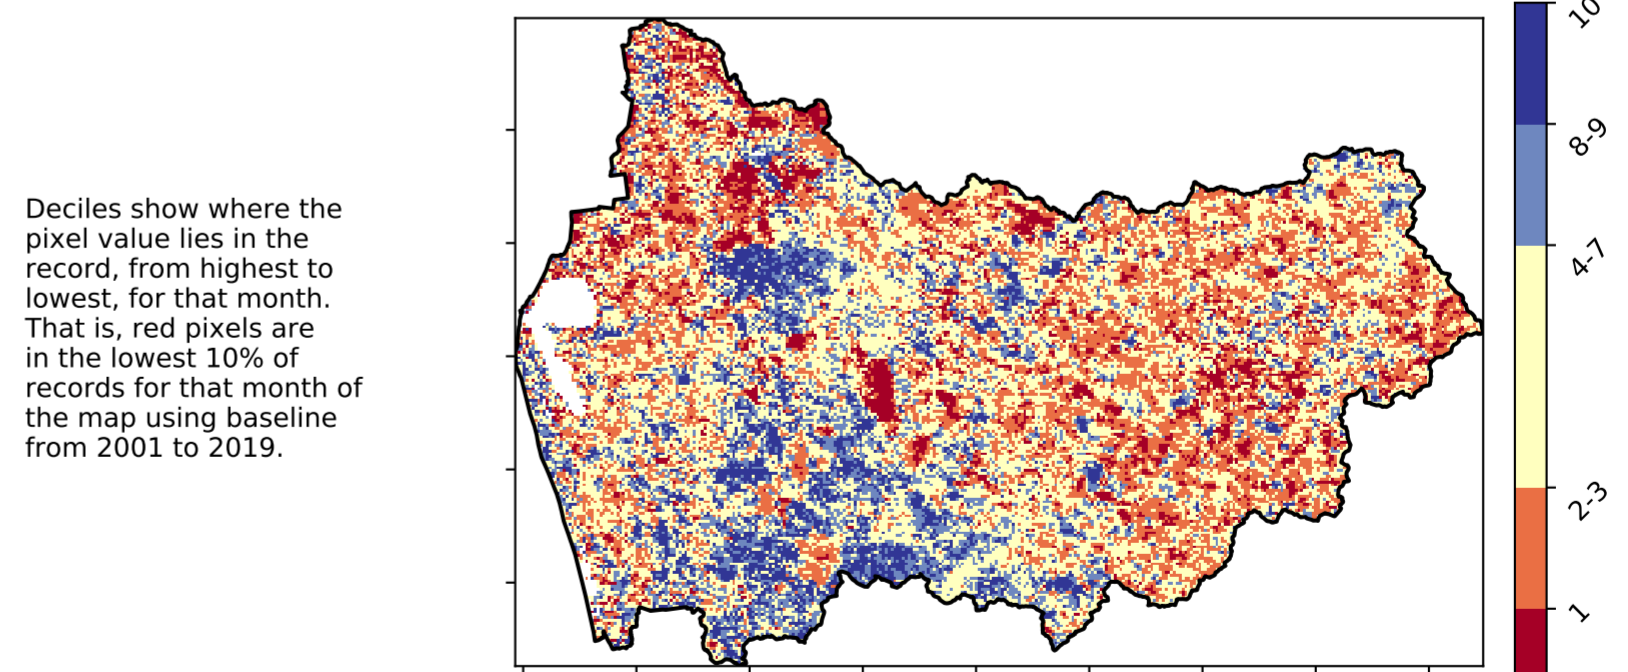 Deciles show where the
pixel value lies in the
record, from highest to
lowest, for that month.
That is, red pixels are
in the lowest 10% of
records for that month of
the map using baseline
from 2001 to 2019.
10
8-9
4-7
2-3
1